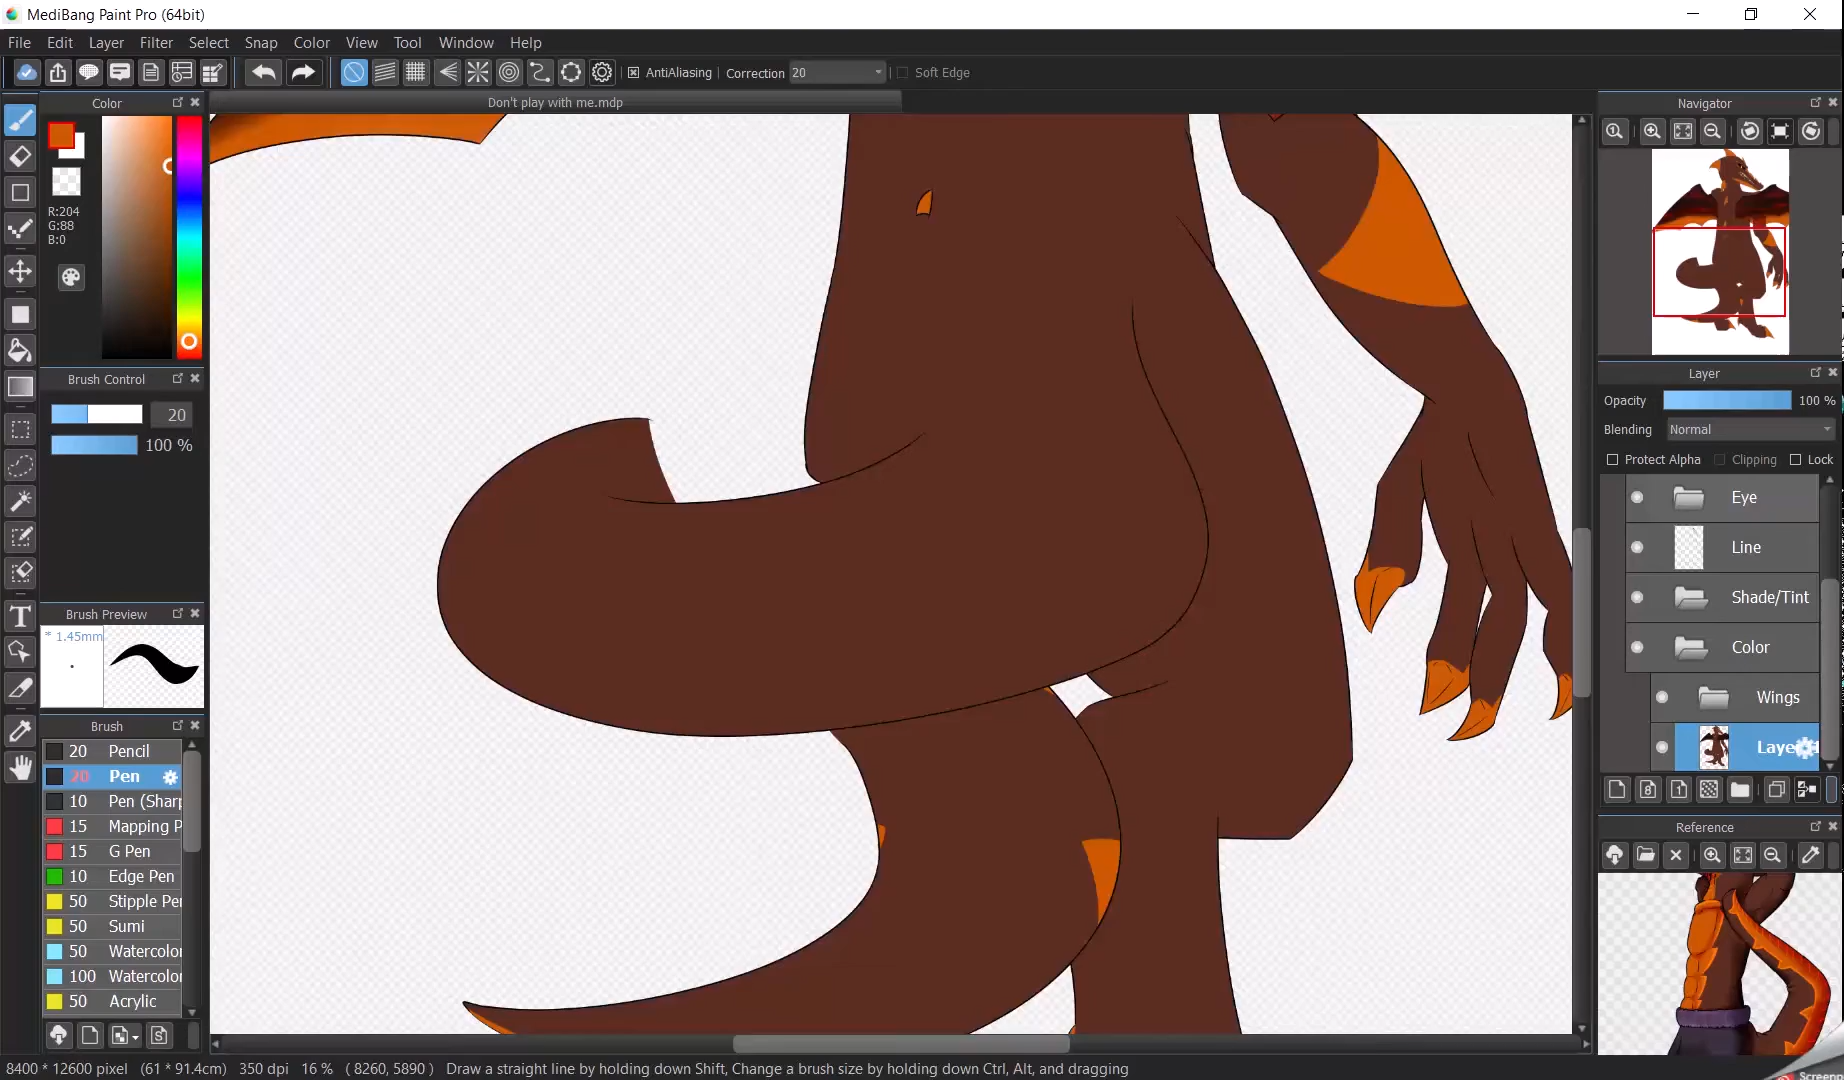 MediBang Paint Pro (64bit)
File Edit Layer Filter Select Snap Color View Tool Window Help
AntiAliasing Correction 20 Soft Edge
Color
Don't play with me.mdp
Navigator
R:204
G:88
B:0
Brush Control
20
100 %
Brush Preview
* 1.45mm
Brush
20 Pencil
20 Pen
10 Pen (Sharp
15 Mapping P
15 G Pen
10 Edge Pen
50 Stipple Pe
50 Sumi
50 Watercolo
100 Watercolo
50 Acrylic
Layer
Opacity 100 %
Blending Normal
Protect Alpha Clipping Lock
Eye
Line
Shade/Tint
Color
Wings
Laye
Reference
8400 * 12600 pixel (61 * 91.4cm) 350 dpi 16 % ( 8260, 5890 ) Draw a straight line by holding down Shift, Change a brush size by holding down Ctrl, Alt, and dragging